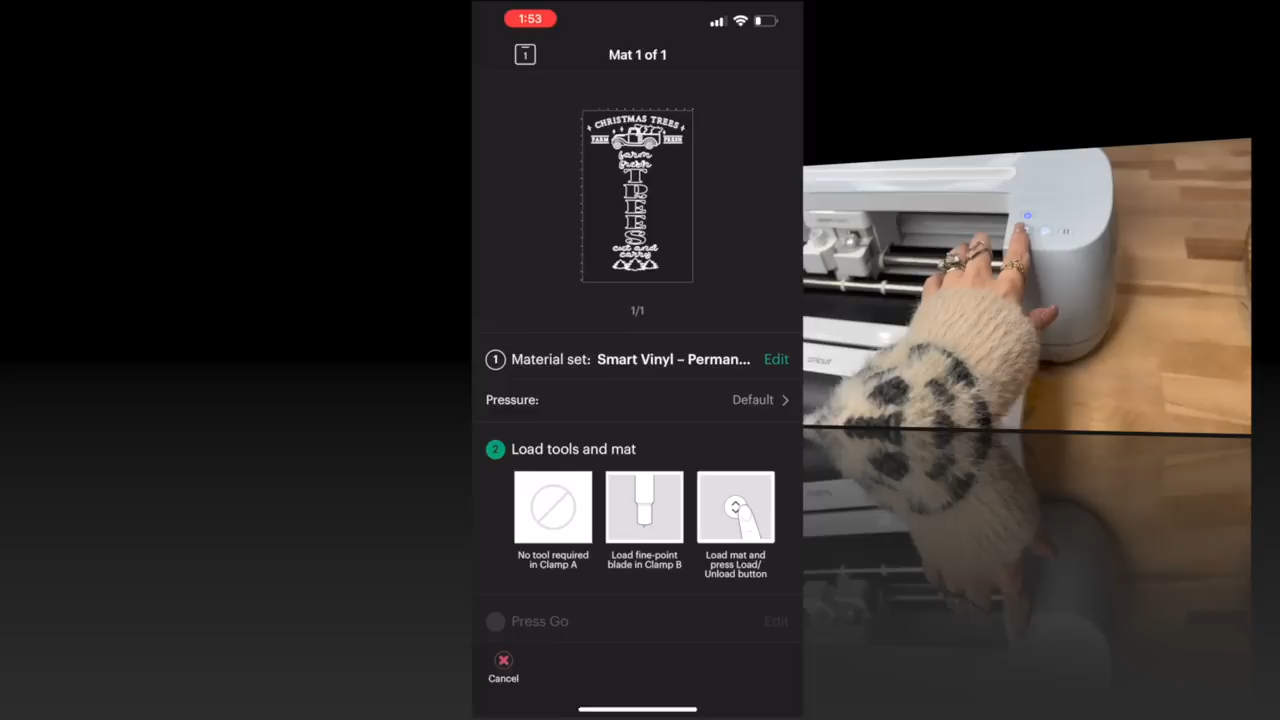 1:53
1
Mat 1 of 1
CHRISTMAS TREES
FARM FRESH
farm
fresh
TREES
cut and
carry
1/1
1 Material set: Smart Vinyl – Perman... Edit
Pressure: Default
2 Load tools and mat
No tool required
in Clamp A
Load fine-point
blade in Clamp B
Load mat and
press Load/
Unload button
Press Go Edit
Cancel
cricut